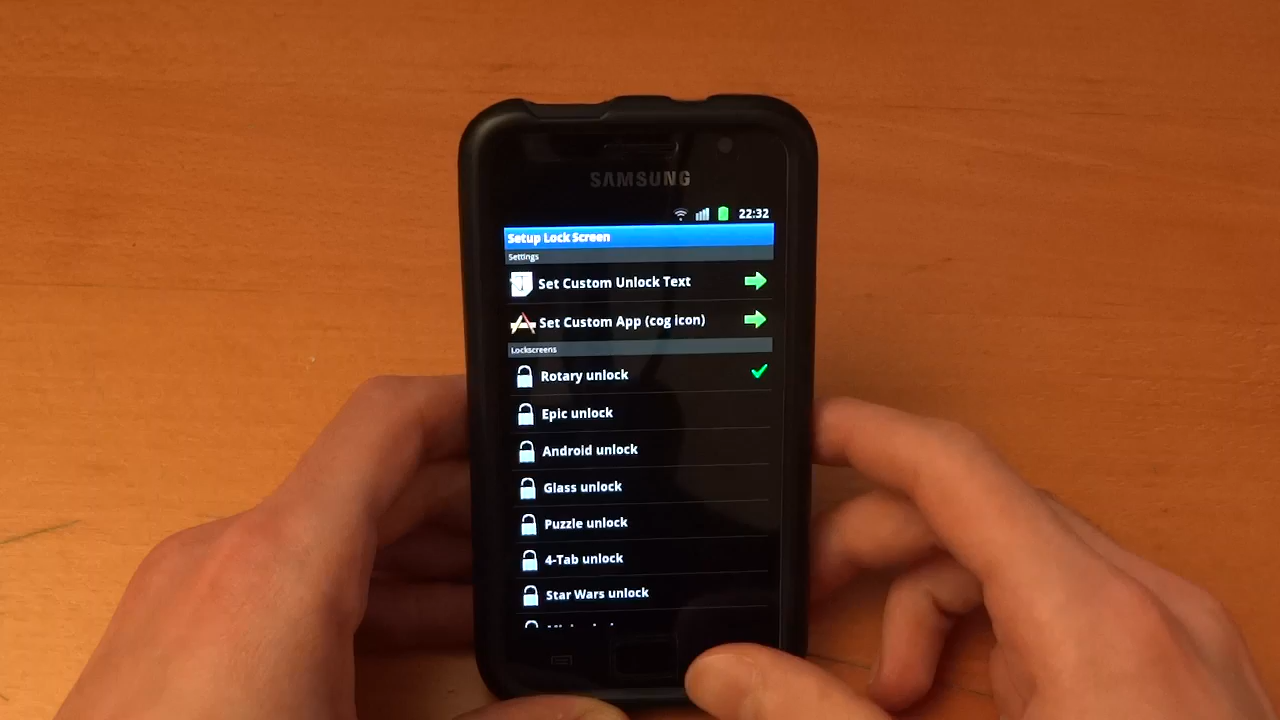 SAMSUNG
22:32
Setup Lock Screen
Settings
Set Custom Unlock Text
Set Custom App (cog icon)
Lockscreens
Rotary unlock
Epic unlock
Android unlock
Glass unlock
Puzzle unlock
4-Tab unlock
Star Wars unlock